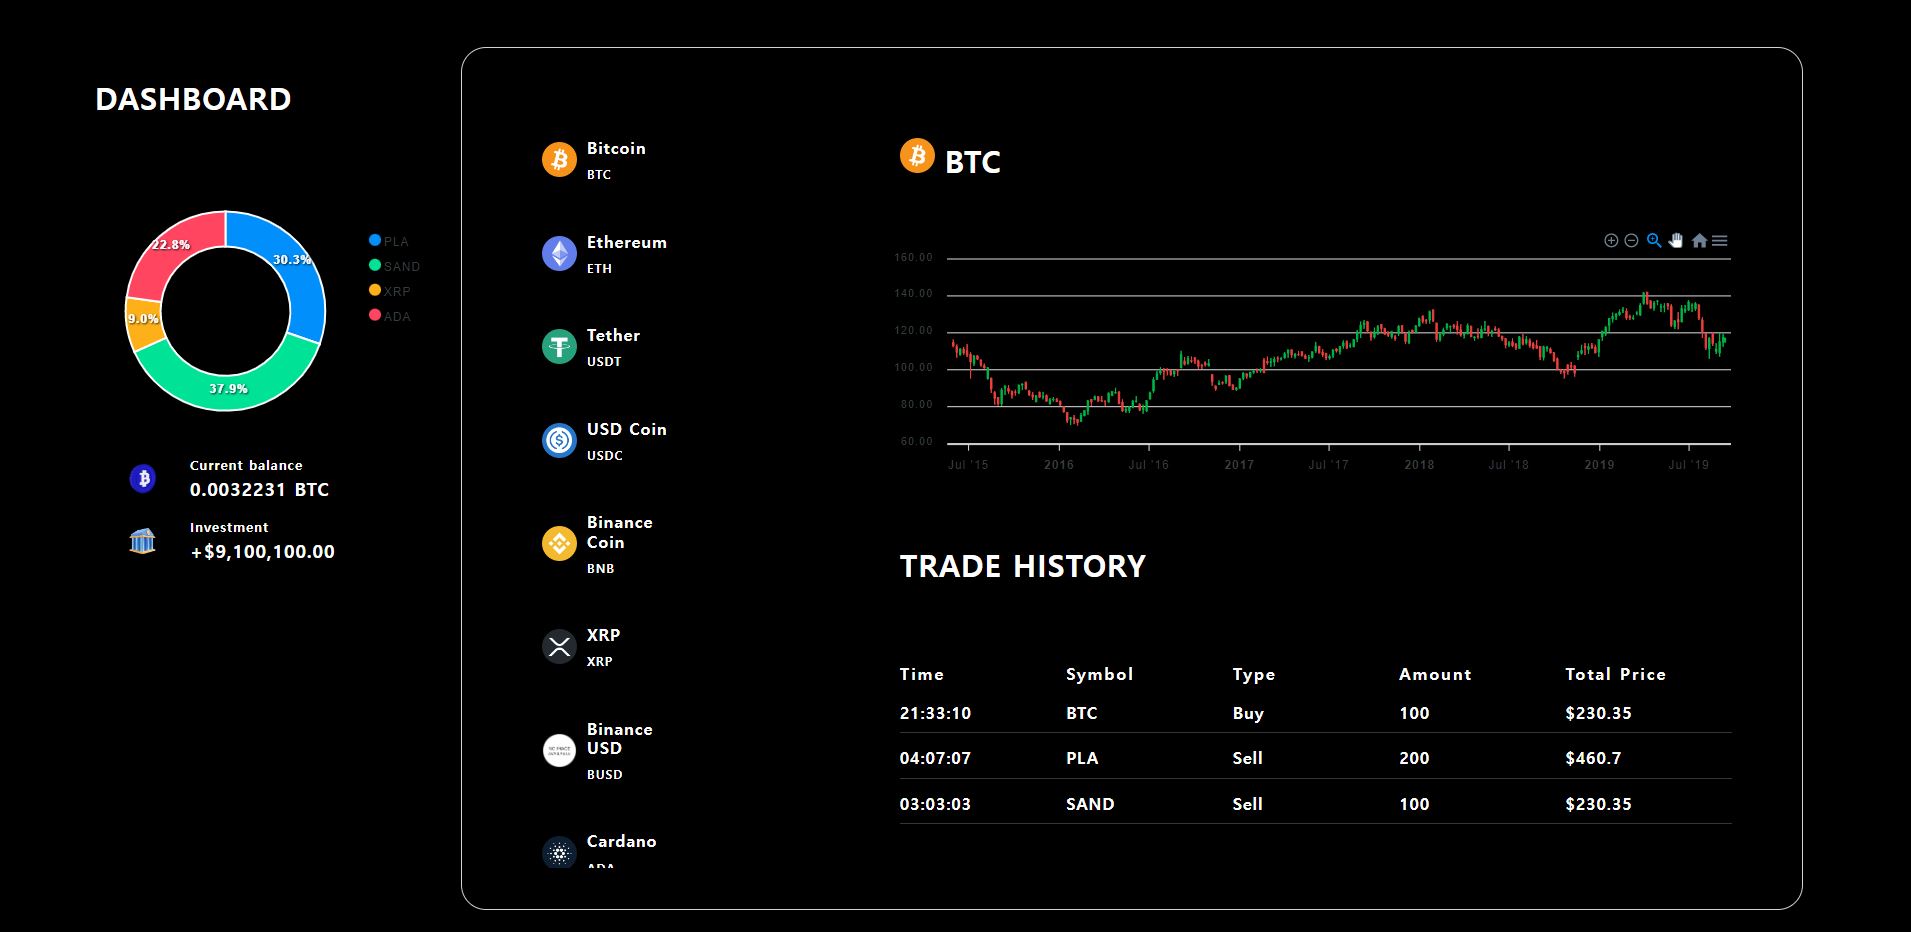 DASHBOARD
22.8%
30.3%
9.0%
37.9%
PLA
SAND
XRP
ADA
Current balance
0.0032231 BTC
Investment
+$9,100,100.00
Bitcoin
BTC
Ethereum
ETH
Tether
USDT
USD Coin
USDC
Binance
Coin
BNB
XRP
XRP
Binance
USD
BUSD
Cardano
ADA
BTC
160.00
140.00
120.00
100.00
80.00
60.00
Jul '15 2016 Jul '16 2017 Jul '17 2018 Jul '18 2019 Jul '19
TRADE HISTORY
Time Symbol Type Amount Total Price
21:33:10 BTC Buy 100 $230.35
04:07:07 PLA Sell 200 $460.7
03:03:03 SAND Sell 100 $230.35